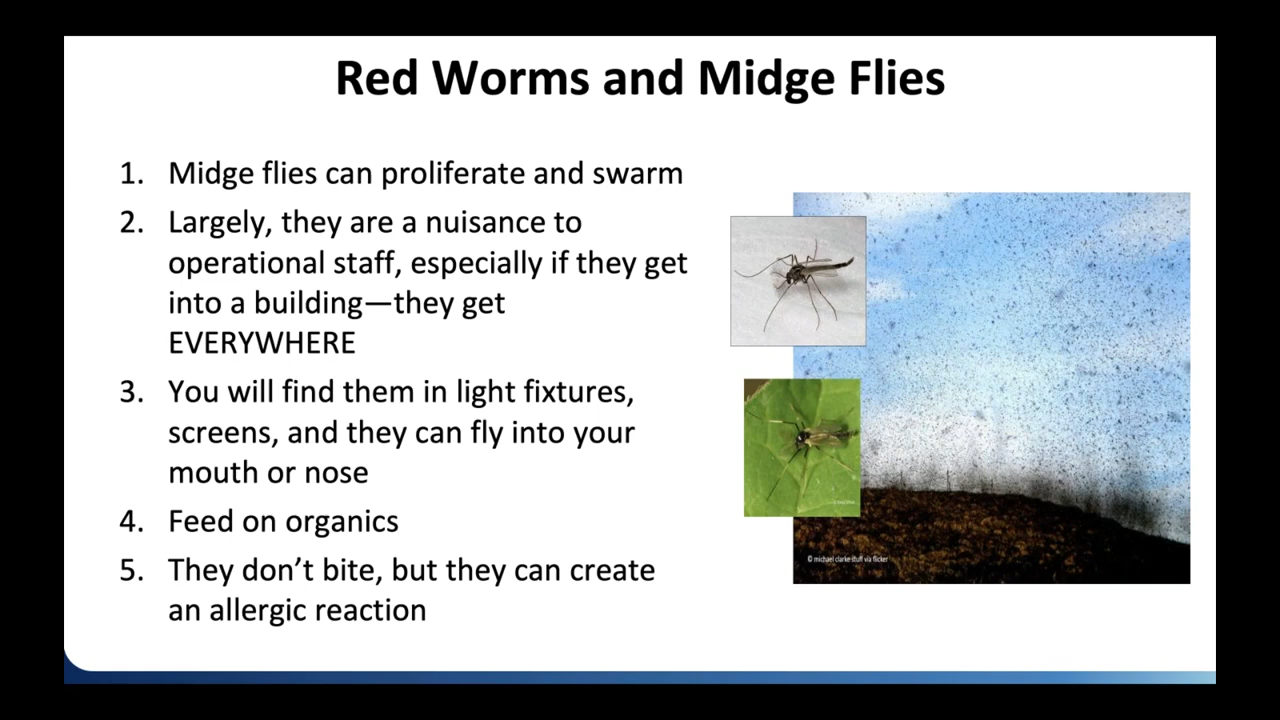 Red Worms and Midge Flies
1. Midge flies can proliferate and swarm
2. Largely, they are a nuisance to
operational staff, especially if they get
into a building—they get
EVERYWHERE
3. You will find them in light fixtures,
screens, and they can fly into your
mouth or nose
4. Feed on organics
5. They don’t bite, but they can create
an allergic reaction
© michael clarke stuff via flicker